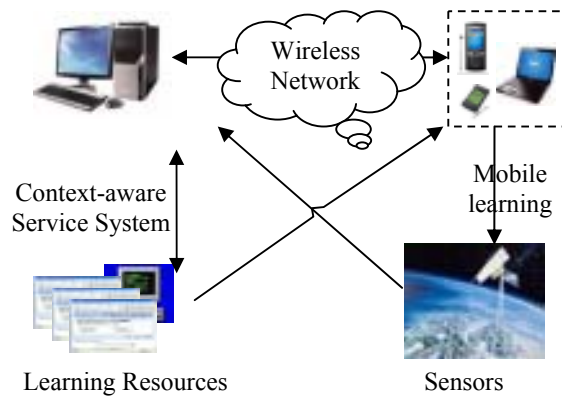 Wireless
Network
Mobile
learning
Context-aware
Service System
Learning Resources
Sensors